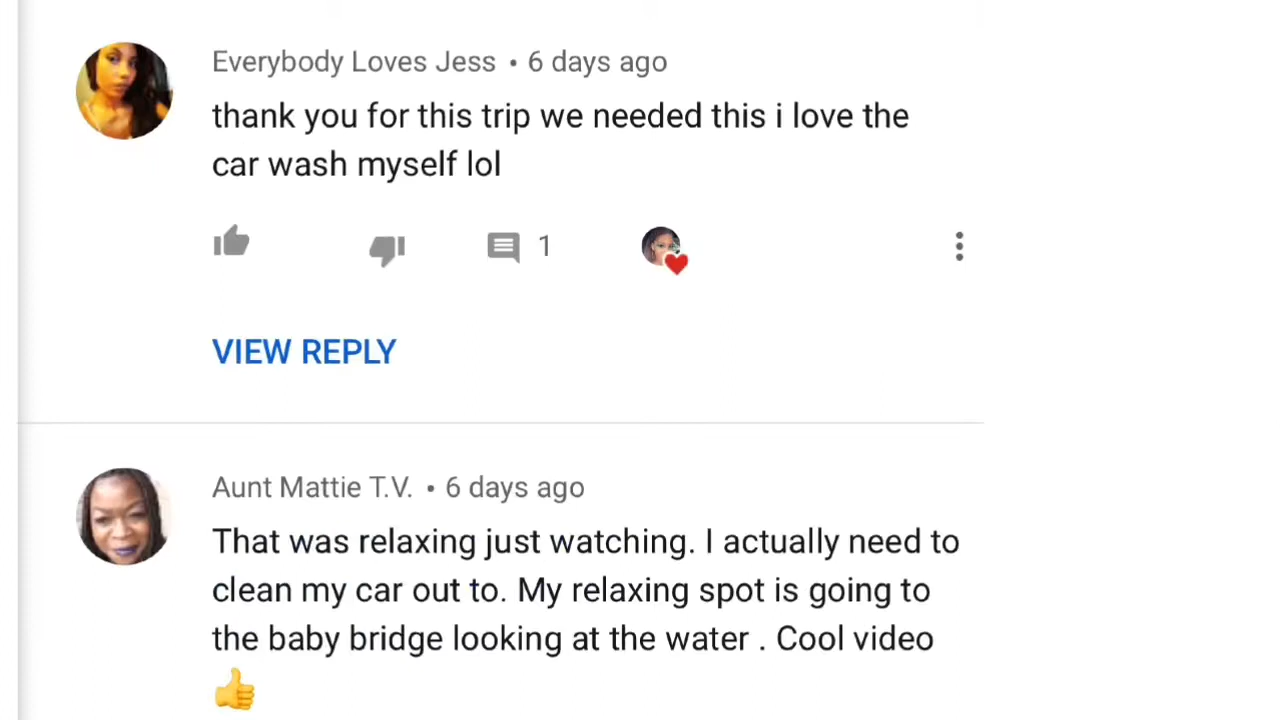 Everybody Loves Jess • 6 days ago
thank you for this trip we needed this i love the
car wash myself lol
1
VIEW REPLY
Aunt Mattie T.V. • 6 days ago
That was relaxing just watching. I actually need to
clean my car out to. My relaxing spot is going to
the baby bridge looking at the water . Cool video
👍